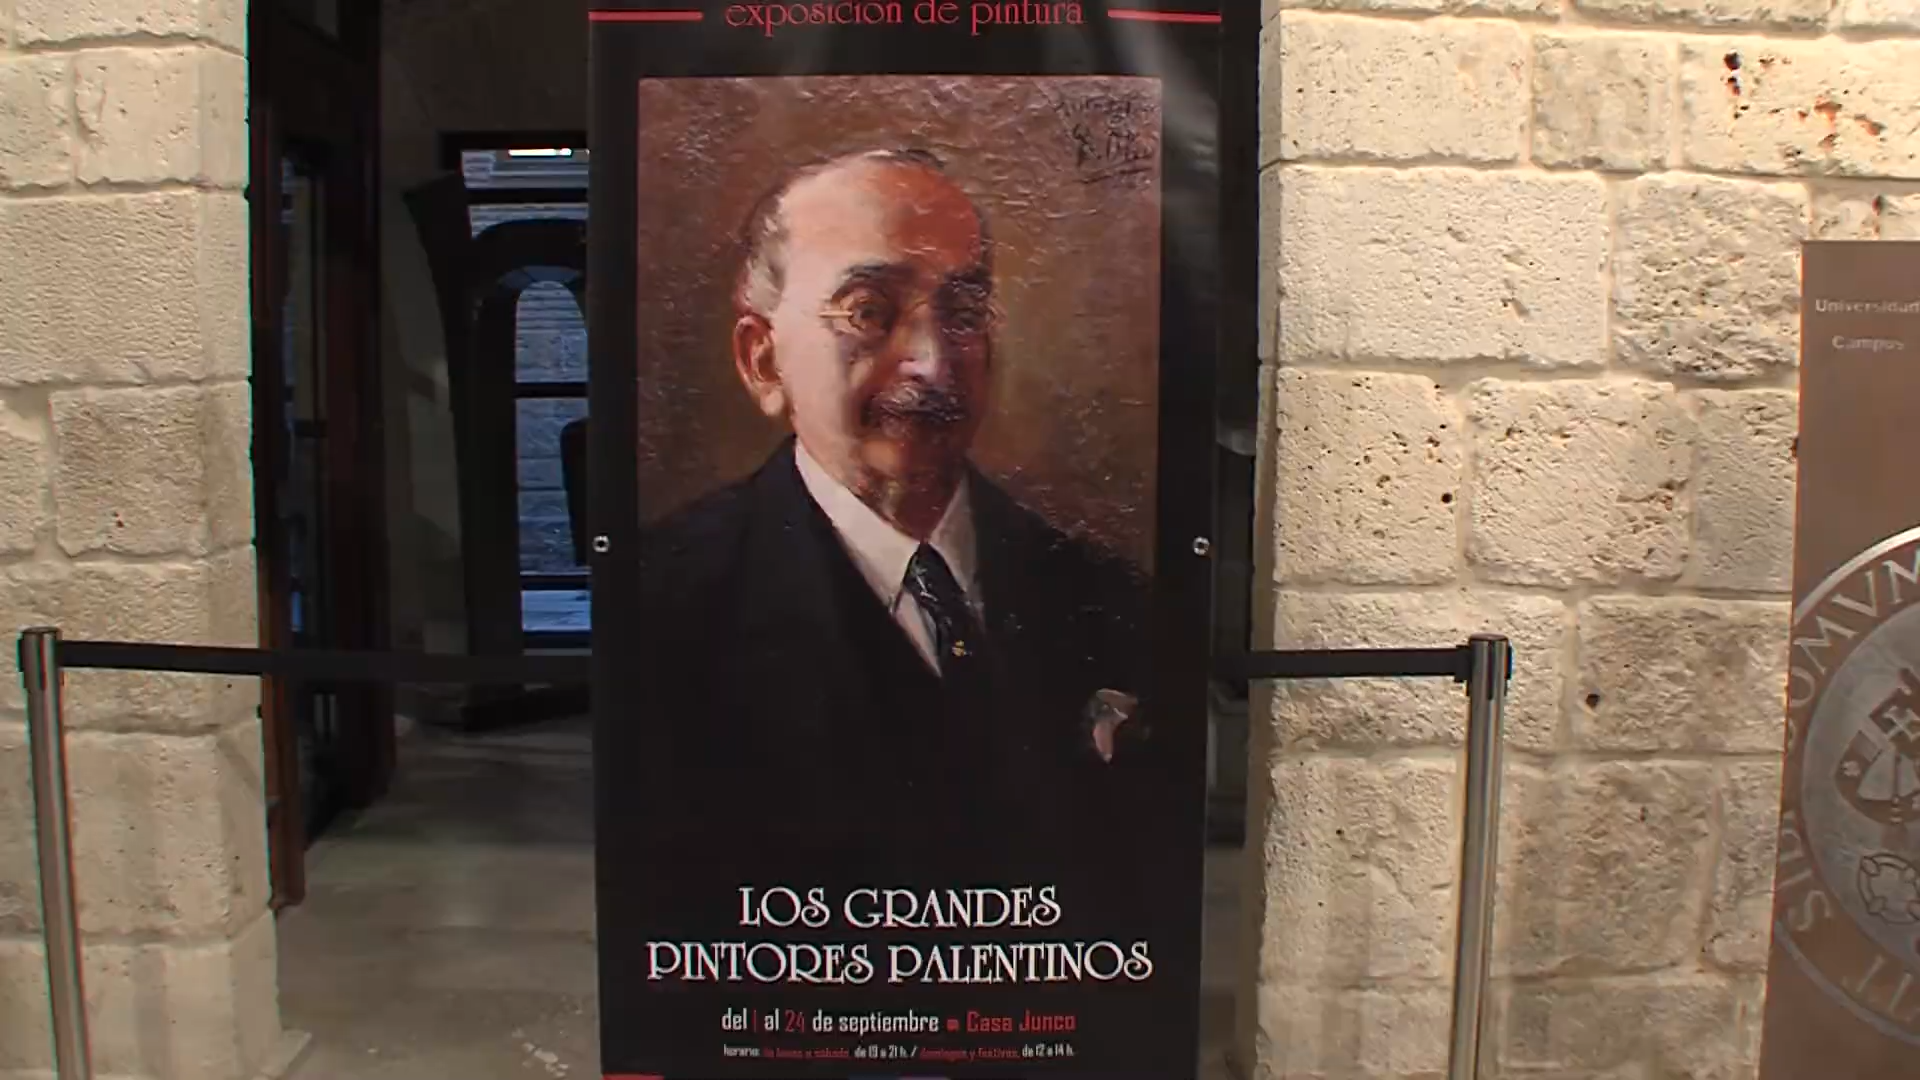 exposición de pintura
LOS GRANDES
PINTORES PALENTINOS
del 1 al 24 de septiembre Casa Junco
horario: de lunes a sábado, de 19 a 21 h. / domingos y festivos, de 12 a 14 h.
Universidad
Campus